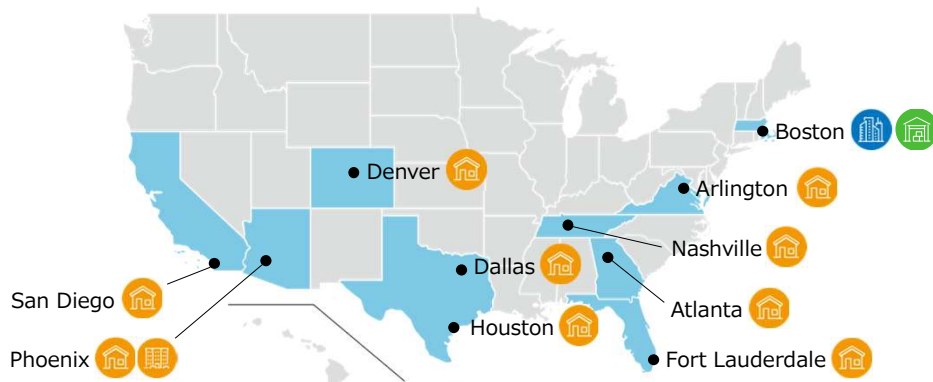 Boston
Denver
Arlington
Nashville
Dallas
San Diego
Atlanta
Houston
Phoenix
Fort Lauderdale